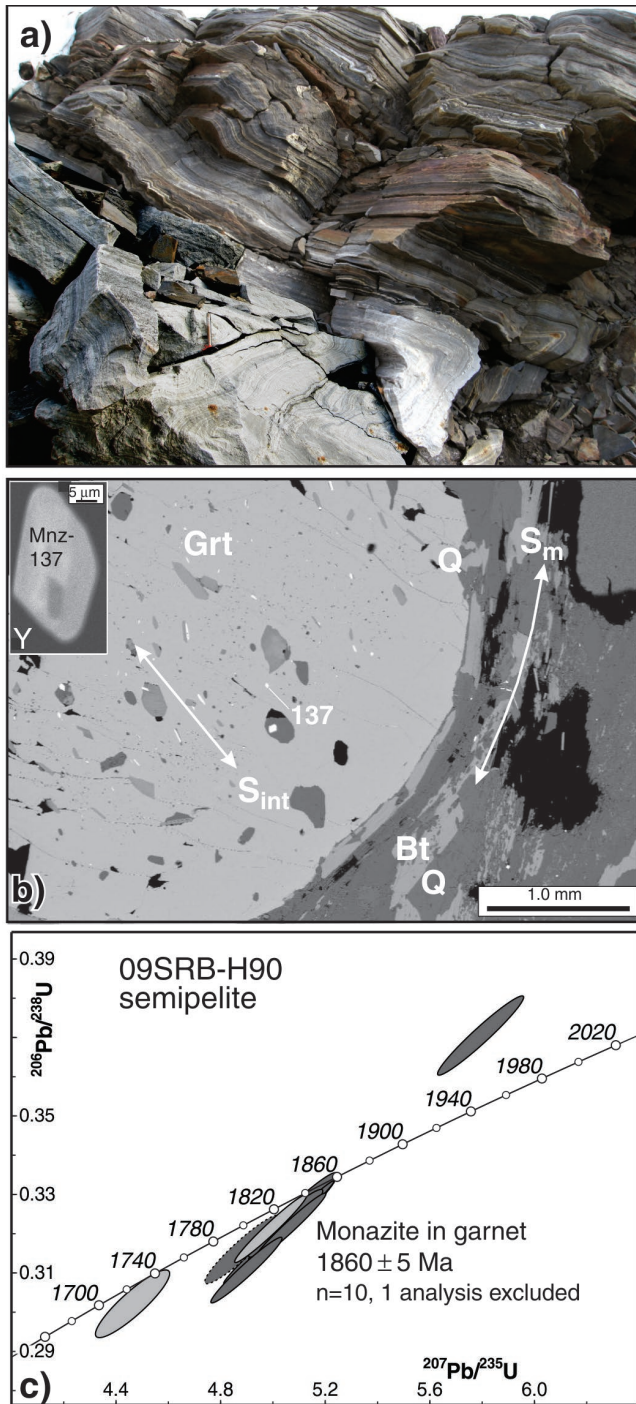 a)
5 µm
Mnz-
137
Y
Grt
Q
Sm
137
Sint
Bt
Q
b)
1.0 mm
0.39
09SRB-H90
semipelite
206Pb/238U
2020
1980
0.35
1940
1900
1860
0.33
1820
1780
Monazite in garnet
1740
1860 ± 5 Ma
0.31
1700
n=10, 1 analysis excluded
0.29
207Pb/235U
c)
4.4 4.8 5.2 5.6 6.0